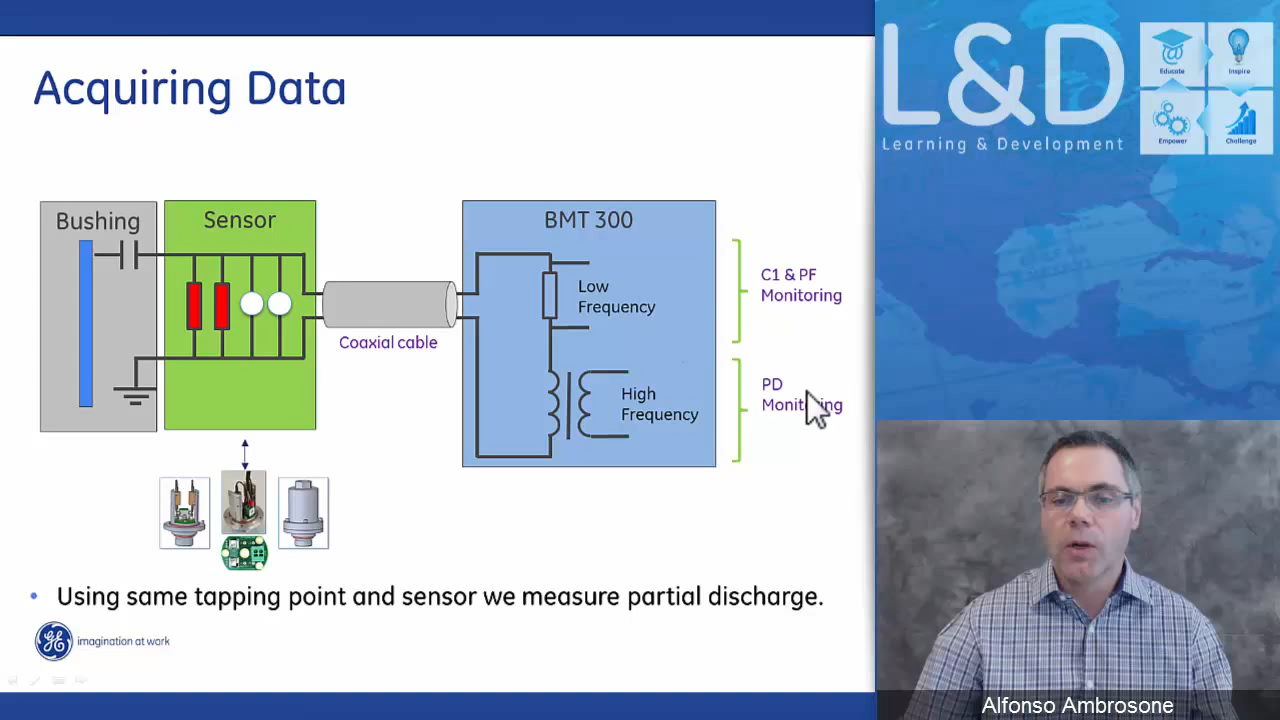 Acquiring Data
L&D
Learning & Development
Educate
Inspire
Empower
Challenge
Bushing
Sensor
BMT 300
Low
Frequency
C1 & PF
Monitoring
Coaxial cable
High
Frequency
PD
Monitoring
• Using same tapping point and sensor we measure partial discharge.
GE
imagination at work
Alfonso Ambrosone